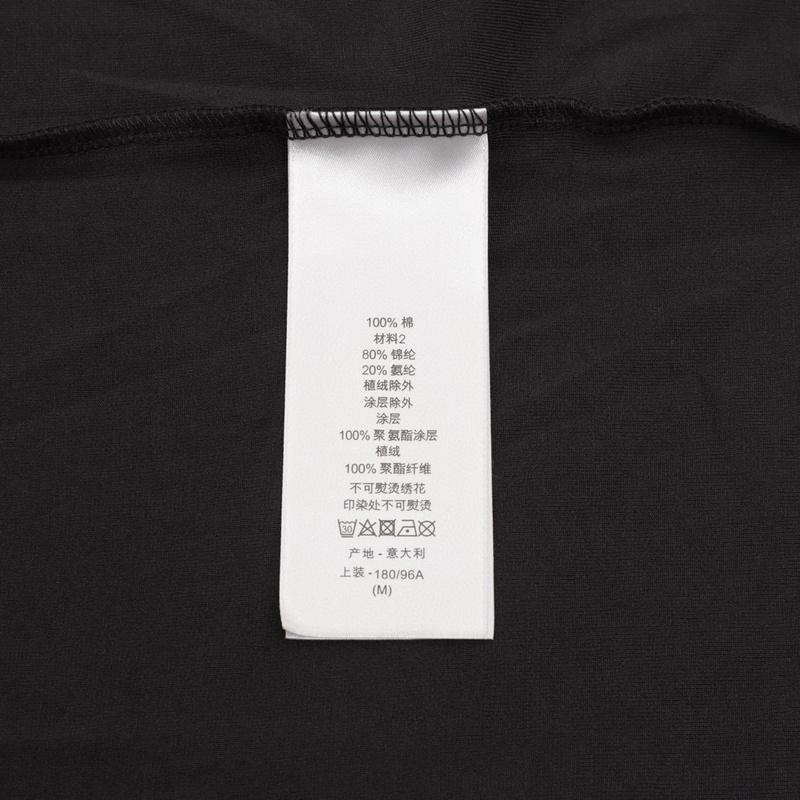 100% 棉
材料2
80% 锦纶
20% 氨纶
植绒除外
涂层除外
涂层
100% 聚 氨酯涂层
植绒
100% 聚酯纤维
不可熨烫绣花
印染处不可熨烫
30
产地 - 意大利
上装 - 180/96A
(M)